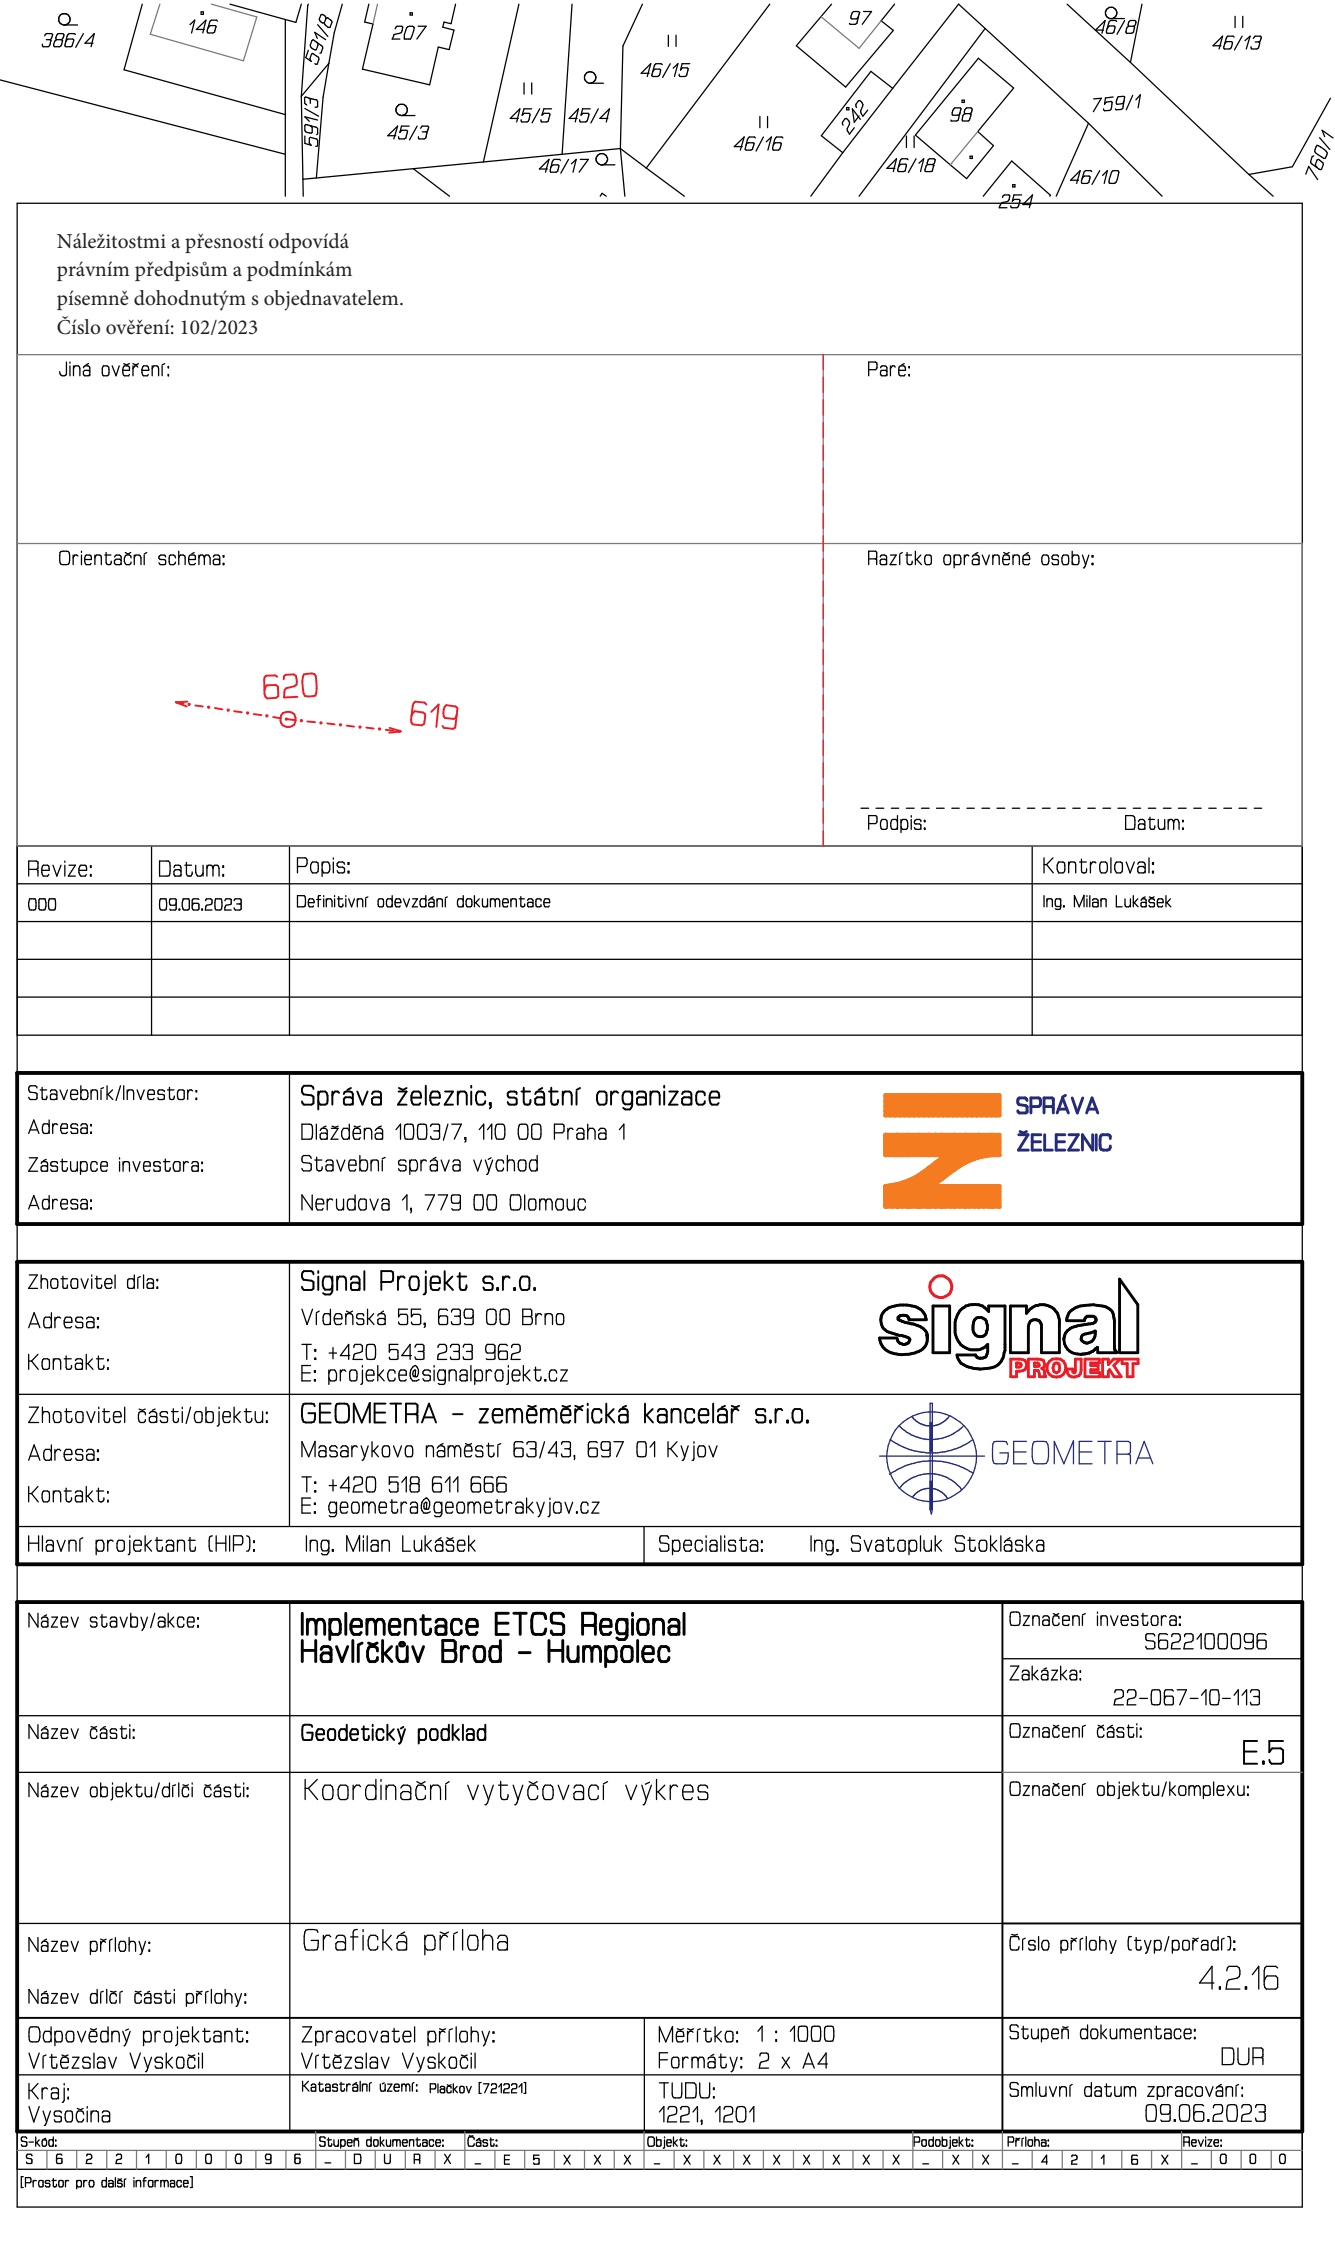 386/4
146
591/8
207
591/3
45/3
45/5
45/4
46/15
46/17
97
242
46/16
98
46/18
254
46/8
46/13
759/1
46/10
760/1
Náležitostmi a přesností odpovídá
právním předpisům a podmínkám
písemně dohodnutým s objednavatelem.
Číslo ověření: 102/2023
Jiná ověření:
Paré:
Orientační schéma:
Razítko oprávněné osoby:
620
619
Podpis: Datum:
Revize: Datum: Popis: Kontroloval:
000 09.06.2023 Definitivní odevzdání dokumentace Ing. Milan Lukášek
Stavebník/Investor: Správa železnic, státní organizace
Adresa: Dlážděná 1003/7, 110 00 Praha 1
Zástupce investora: Stavební správa východ
Adresa: Nerudova 1, 779 00 Olomouc
SPRÁVA
ŽELEZNIC
Zhotovitel díla: Signal Projekt s.r.o.
Adresa: Vídeňská 55, 639 00 Brno
Kontakt: T: +420 543 233 962
E: projekce@signalprojekt.cz
signal
PROJEKT
Zhotovitel části/objektu: GEOMETRA - zeměměřická kancelář s.r.o.
Adresa: Masarykovo náměstí 63/43, 697 01 Kyjov
Kontakt: T: +420 518 611 666
E: geometra@geometrakyjov.cz
GEOMETRA
Hlavní projektant (HIP): Ing. Milan Lukášek Specialista: Ing. Svatopluk Stokláska
Název stavby/akce: Implementace ETCS Regional
Havlíčkův Brod - Humpolec
Označení investora:
S622100096
Zakázka:
22-067-10-113
Název části: Geodetický podklad
Označení části:
E.5
Název objektu/dílčí části: Koordinační vytyčovací výkres
Označení objektu/komplexu:
Název přílohy: Grafická příloha
Číslo přílohy (typ/pořadí):
4.2.16
Název dílčí části přílohy:
Odpovědný projektant: Zpracovatel přílohy: Měřítko: 1 : 1000 Stupeň dokumentace:
Vítězslav Vyskočil Vítězslav Vyskočil Formáty: 2 x A4 DUR
Kraj: Katastrální území: Plačkov [721221] TUDU: Smluvní datum zpracování:
Vysočina 1221, 1201 09.06.2023
S-kód: Stupeň dokumentace: Část: Objekt: Podobjekt: Příloha: Revize:
S 6 2 2 1 0 0 0 9 6 _ D U R X _ E 5 X X X _ X X X X X X X X _ X X _ 4 2 1 6 X _ 0 0 0
[Prostor pro další informace]